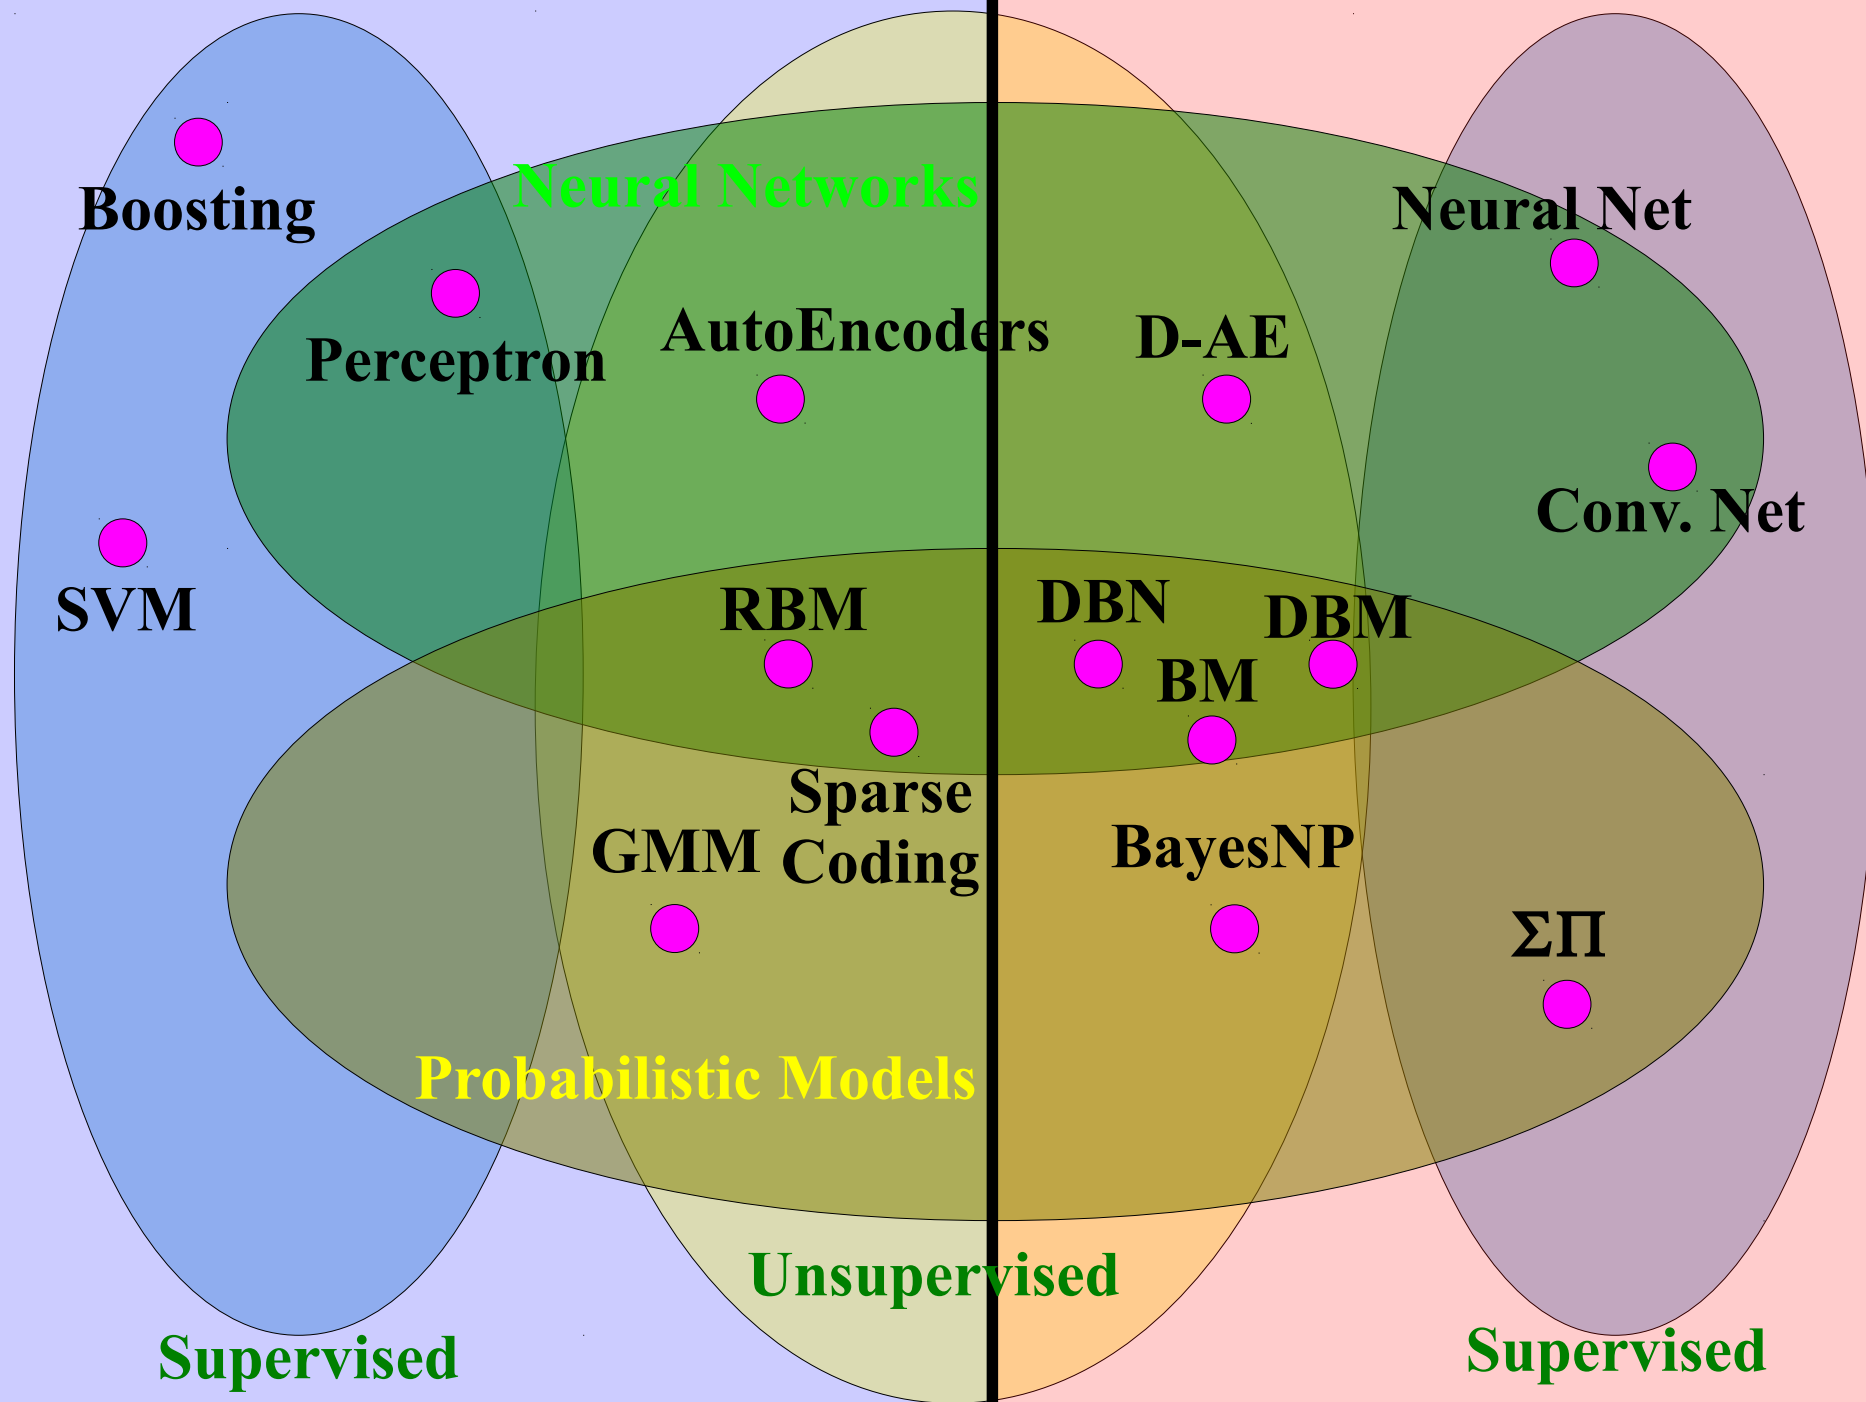 Boosting
Neural Networks
Neural Net
Perceptron
AutoEncoders
D-AE
Conv. Net
SVM
RBM
DBN
DBM
BM
Sparse
Coding
GMM
BayesNP
ΣΠ
Probabilistic Models
Unsupervised
Supervised
Supervised